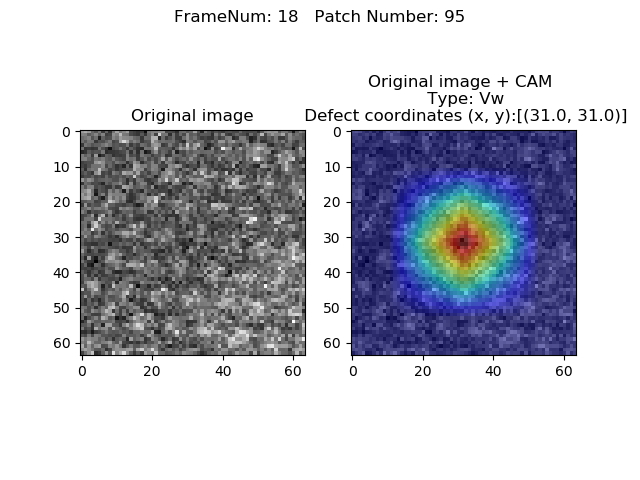 FrameNum: 18   Patch Number: 95
Original image
Original image + CAM
Type: Vw
Defect coordinates (x, y):[(31.0, 31.0)]
0
10
20
30
40
50
60
0 20 40 60
0
10
20
30
40
50
60
0 20 40 60